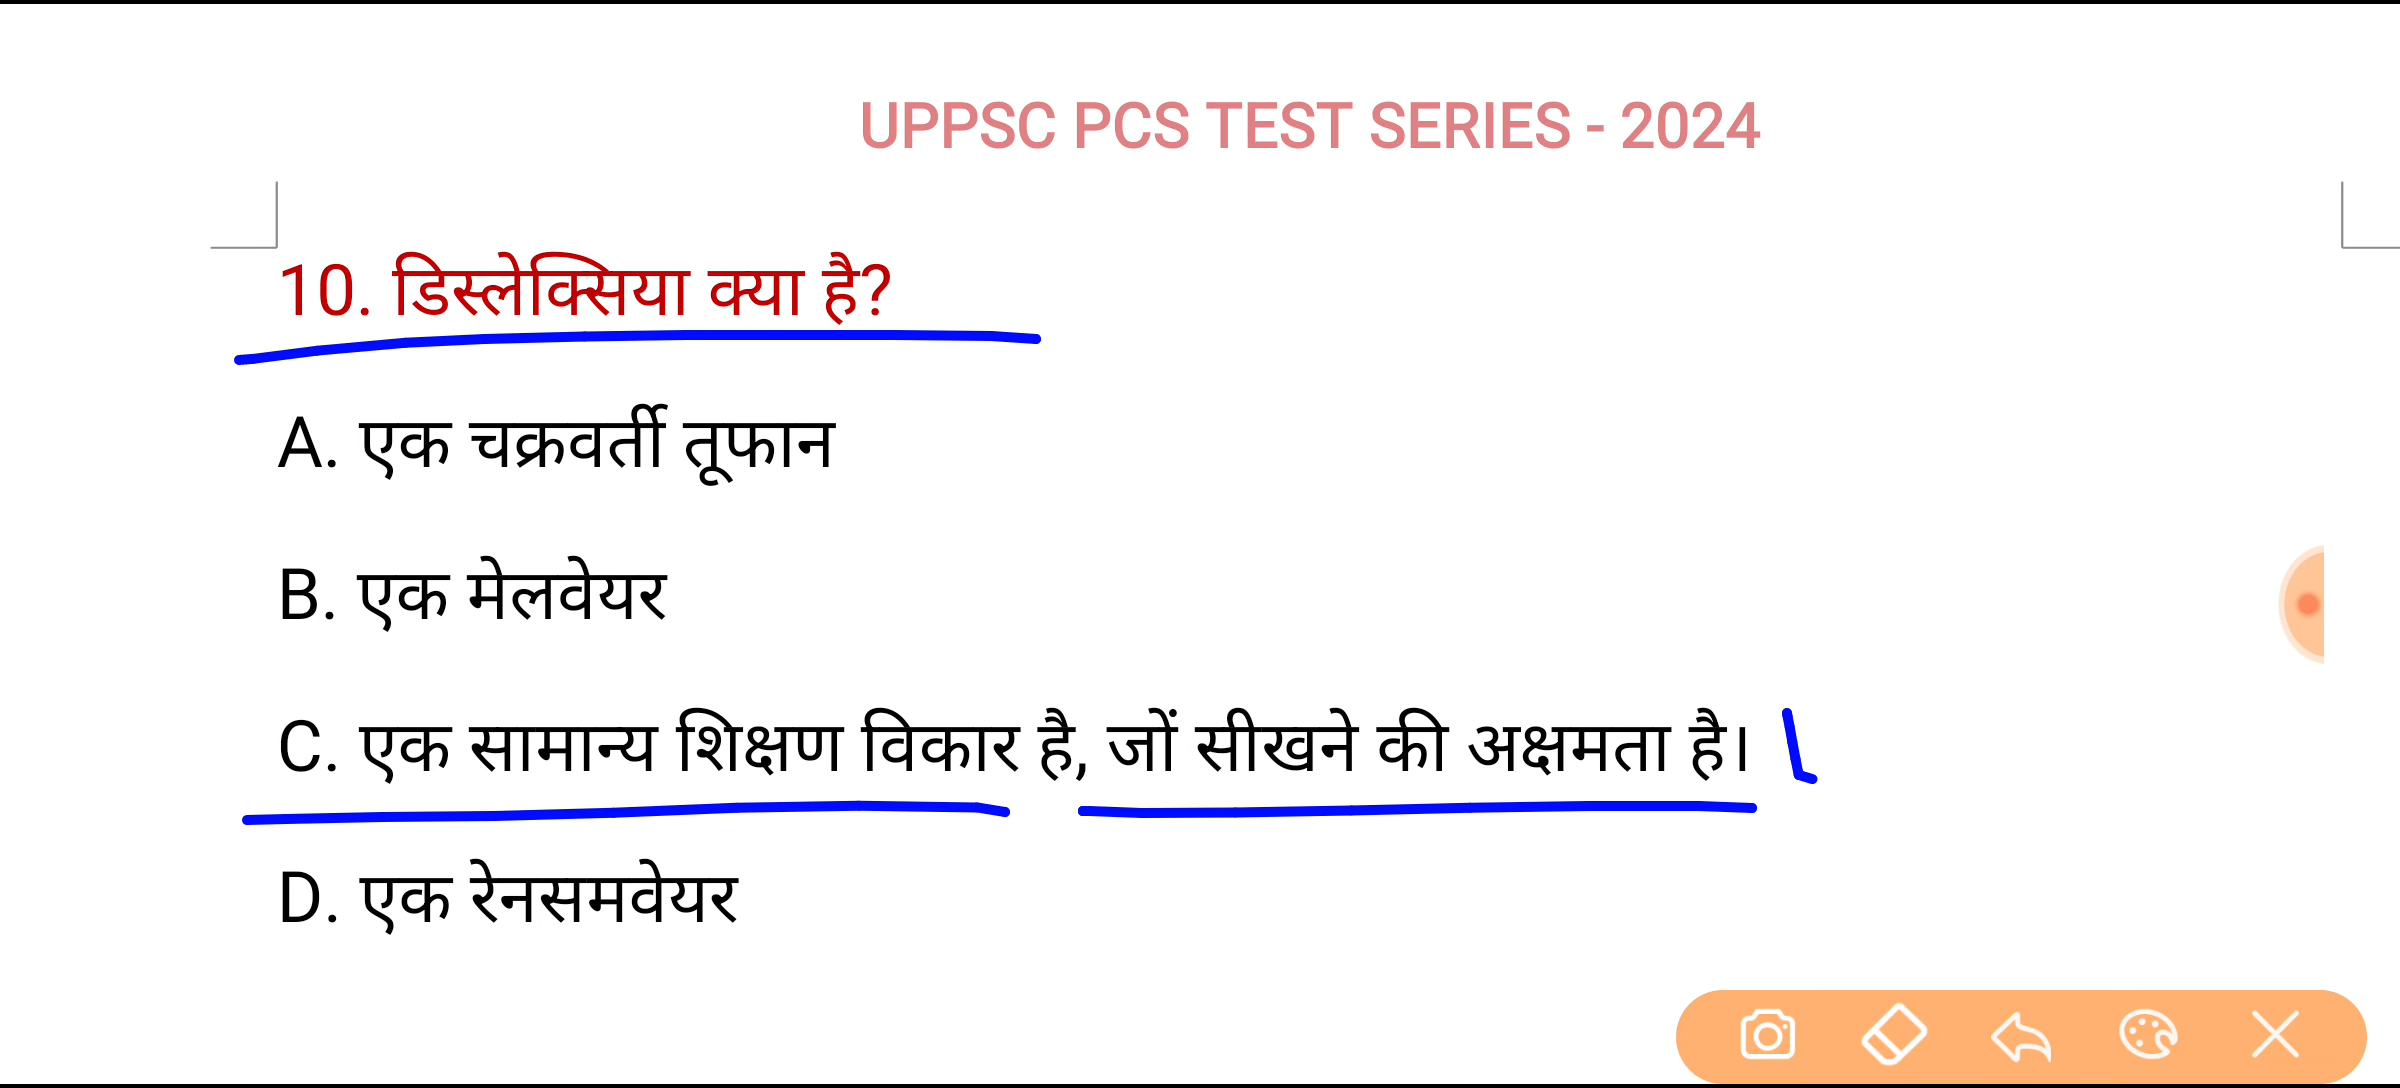 UPPSC PCS TEST SERIES - 2024
10. डिस्लेक्सिया क्या है?
A. एक चक्रवर्ती तूफान
B. एक मेलवेयर
C. एक सामान्य शिक्षण विकार है, जों सीखने की अक्षमता है।
D. एक रेनसमवेयर